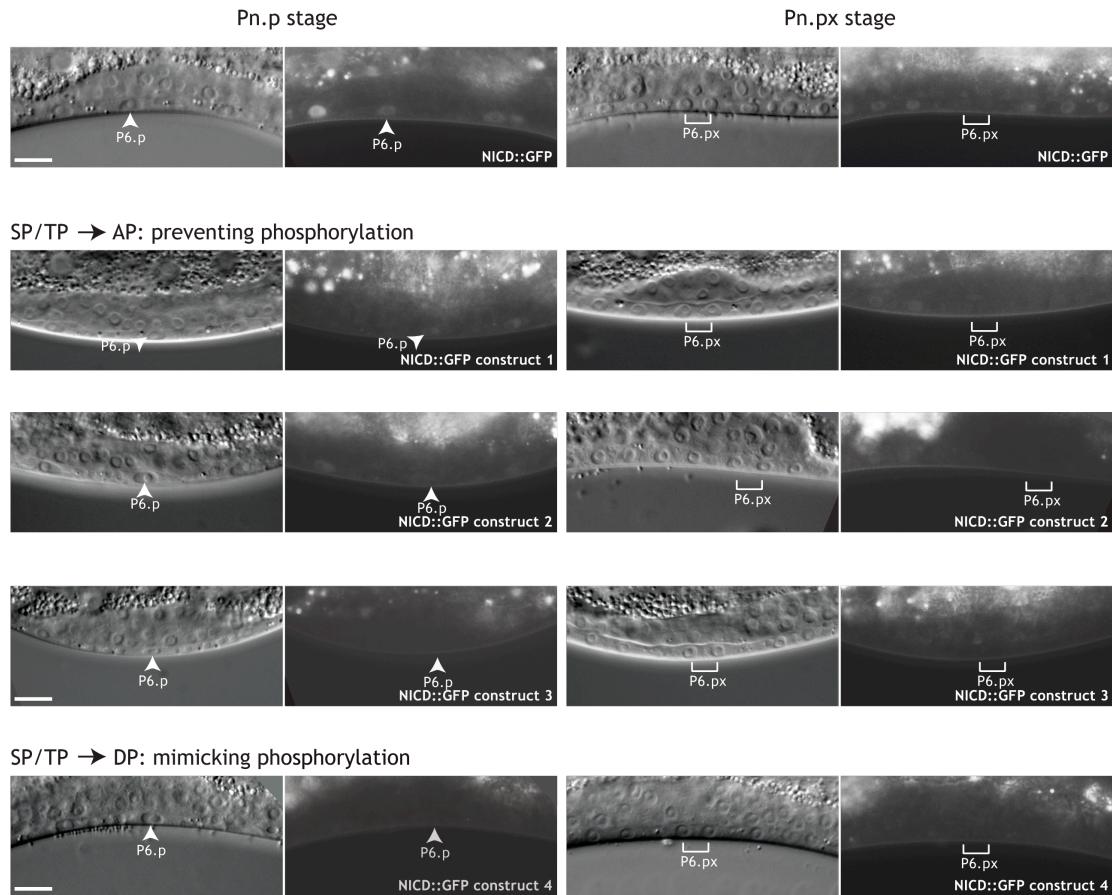 Pn.p stage
Pn.px stage
P6.p
P6.p
NICD::GFP
P6.px
P6.px
NICD::GFP
SP/TP → AP: preventing phosphorylation
P6.p
P6.p
NICD::GFP construct 1
P6.px
P6.px
NICD::GFP construct 1
P6.p
P6.p
NICD::GFP construct 2
P6.px
P6.px
NICD::GFP construct 2
P6.p
P6.p
NICD::GFP construct 3
P6.px
P6.px
NICD::GFP construct 3
SP/TP → DP: mimicking phosphorylation
P6.p
P6.p
NICD::GFP construct 4
P6.px
P6.px
NICD::GFP construct 4